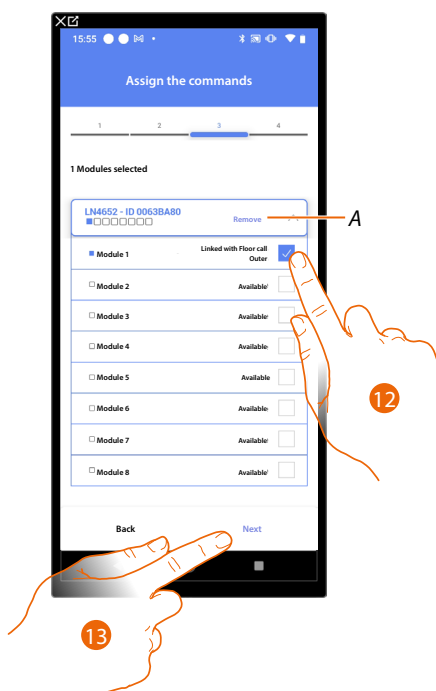 15:55
Assign the commands
1 2 3 4
1 Modules selected
LN4652 - ID 0063BA80
Remove
A
Module 1 Linked with Floor call
Outer
Module 2 Available
Module 3 Available
Module 4 Available
Module 5 Available
Module 6 Available
Module 7 Available
Module 8 Available
12
Back Next
13